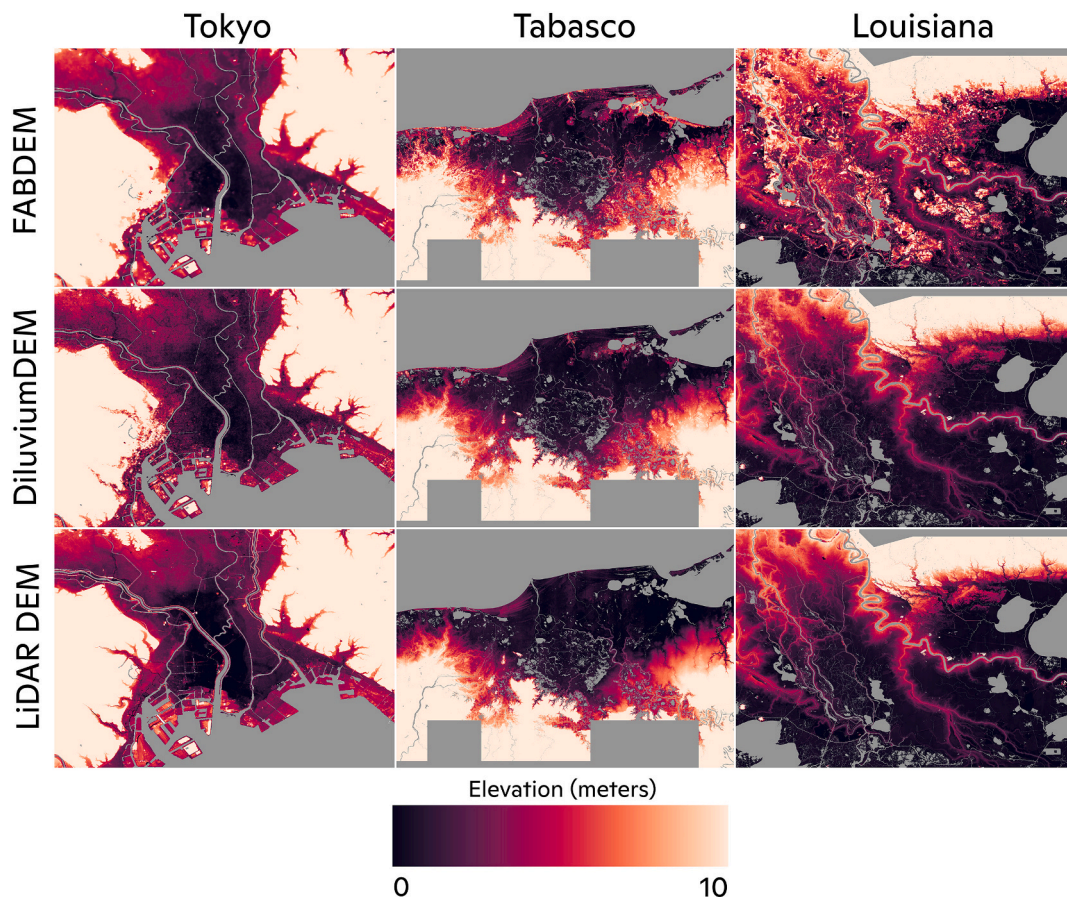 Tokyo Tabasco Louisiana
FABDEM
DiluviumDEM
LiDAR DEM
Elevation (meters)
0 10